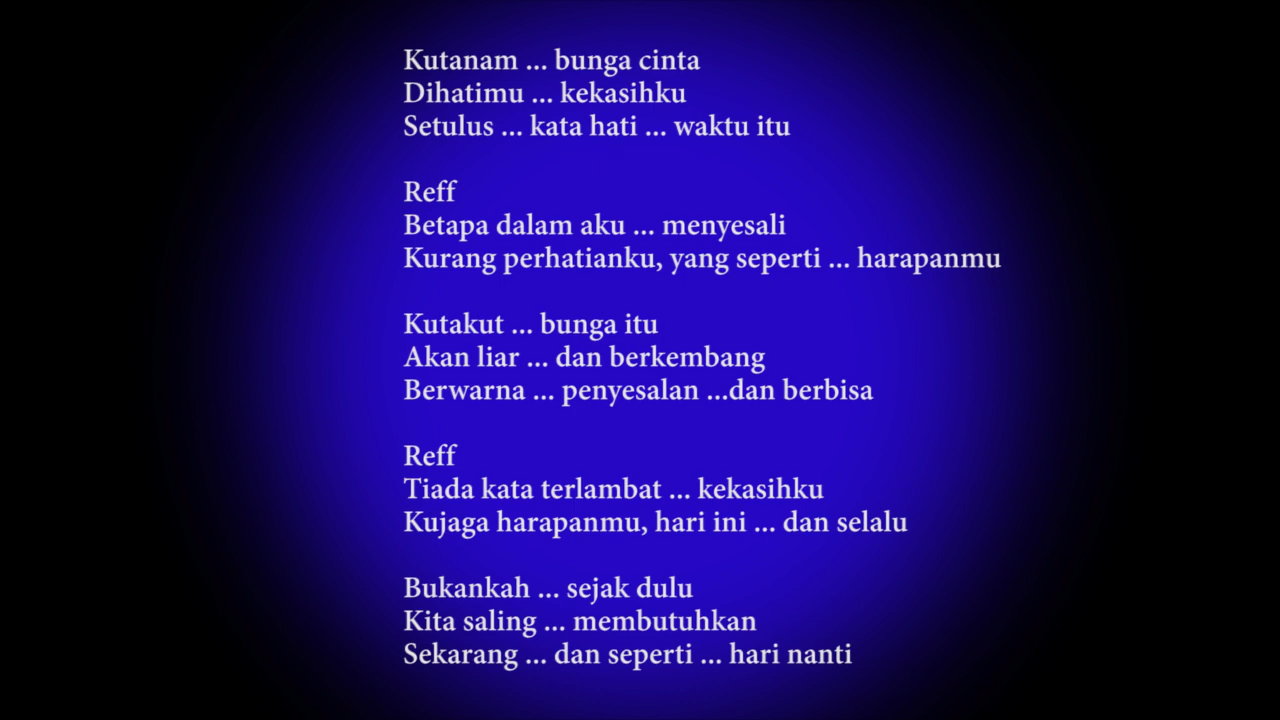 Kutanam ... bunga cinta
Dihatimu ... kekasihku
Setulus ... kata hati ... waktu itu
Reff
Betapa dalam aku ... menyesali
Kurang perhatianku, yang seperti ... harapanmu
Kutakut ... bunga itu
Akan liar ... dan berkembang
Berwarna ... penyesalan ...dan berbisa
Reff
Tiada kata terlambat ... kekasihku
Kujaga harapanmu, hari ini ... dan selalu
Bukankah ... sejak dulu
Kita saling ... membutuhkan
Sekarang ... dan seperti ... hari nanti